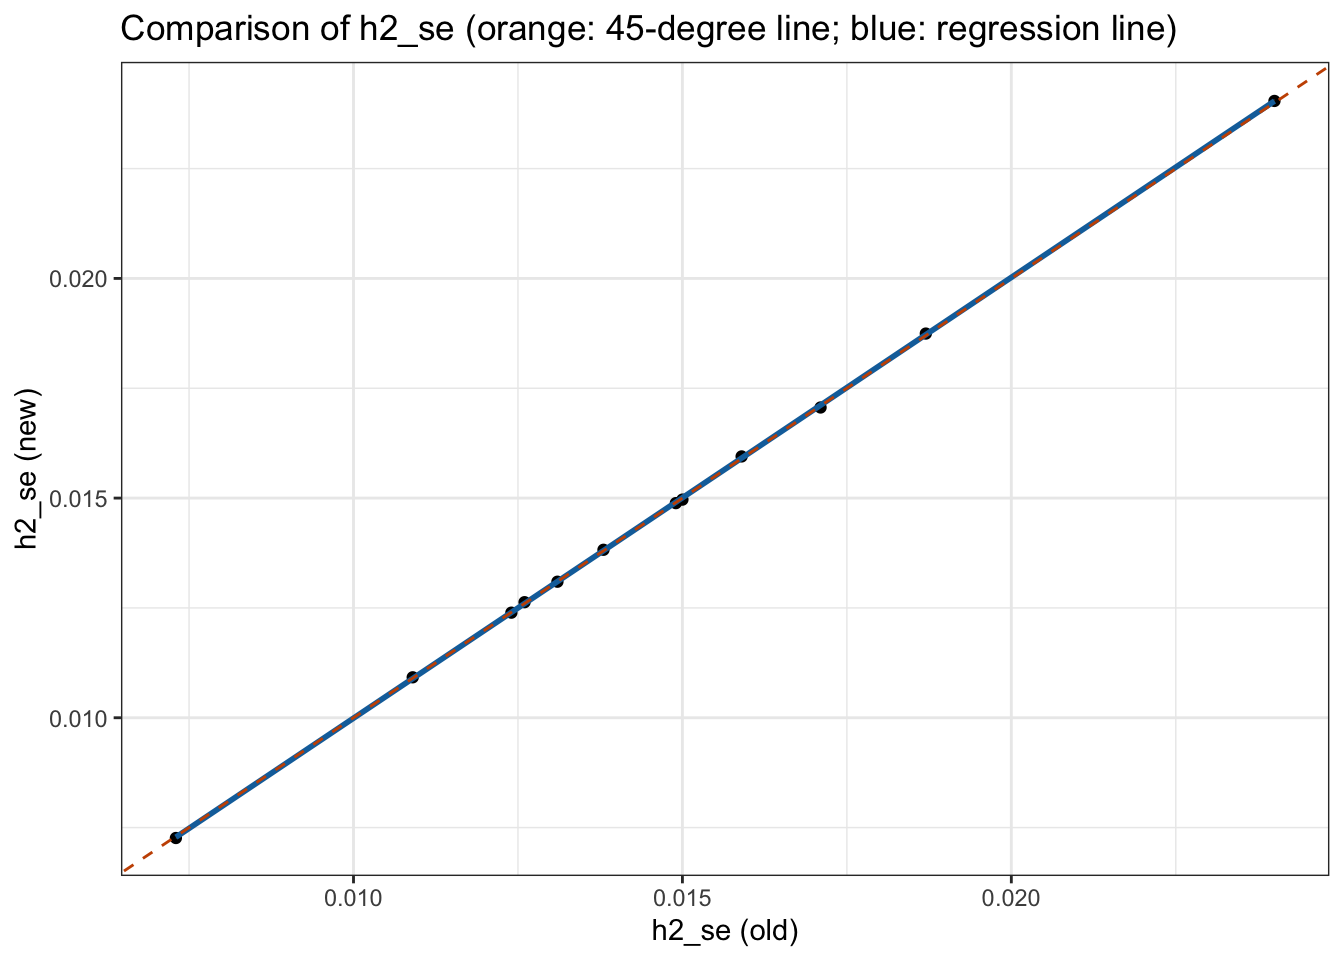 Comparison of h2_se (orange: 45-degree line; blue: regression line)
0.020
0.015
0.010
h2_se (new)
0.010 0.015 0.020
h2_se (old)